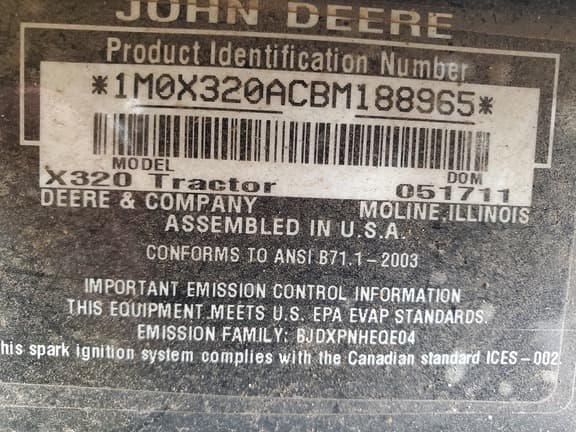 JOHN DEERE
Product Identification Number
*1M0X320ACBM188965*
MODEL DOM
X320 Tractor 051711
DEERE & COMPANY MOLINE,ILLINOIS
ASSEMBLED IN U.S.A.
CONFORMS TO ANSI B71.1-2003
IMPORTANT EMISSION CONTROL INFORMATION
THIS EQUIPMENT MEETS U.S. EPA EVAP STANDARDS.
EMISSION FAMILY: BJDXPNHEQE04
his spark ignition system complies with the Canadian standard ICES-002.